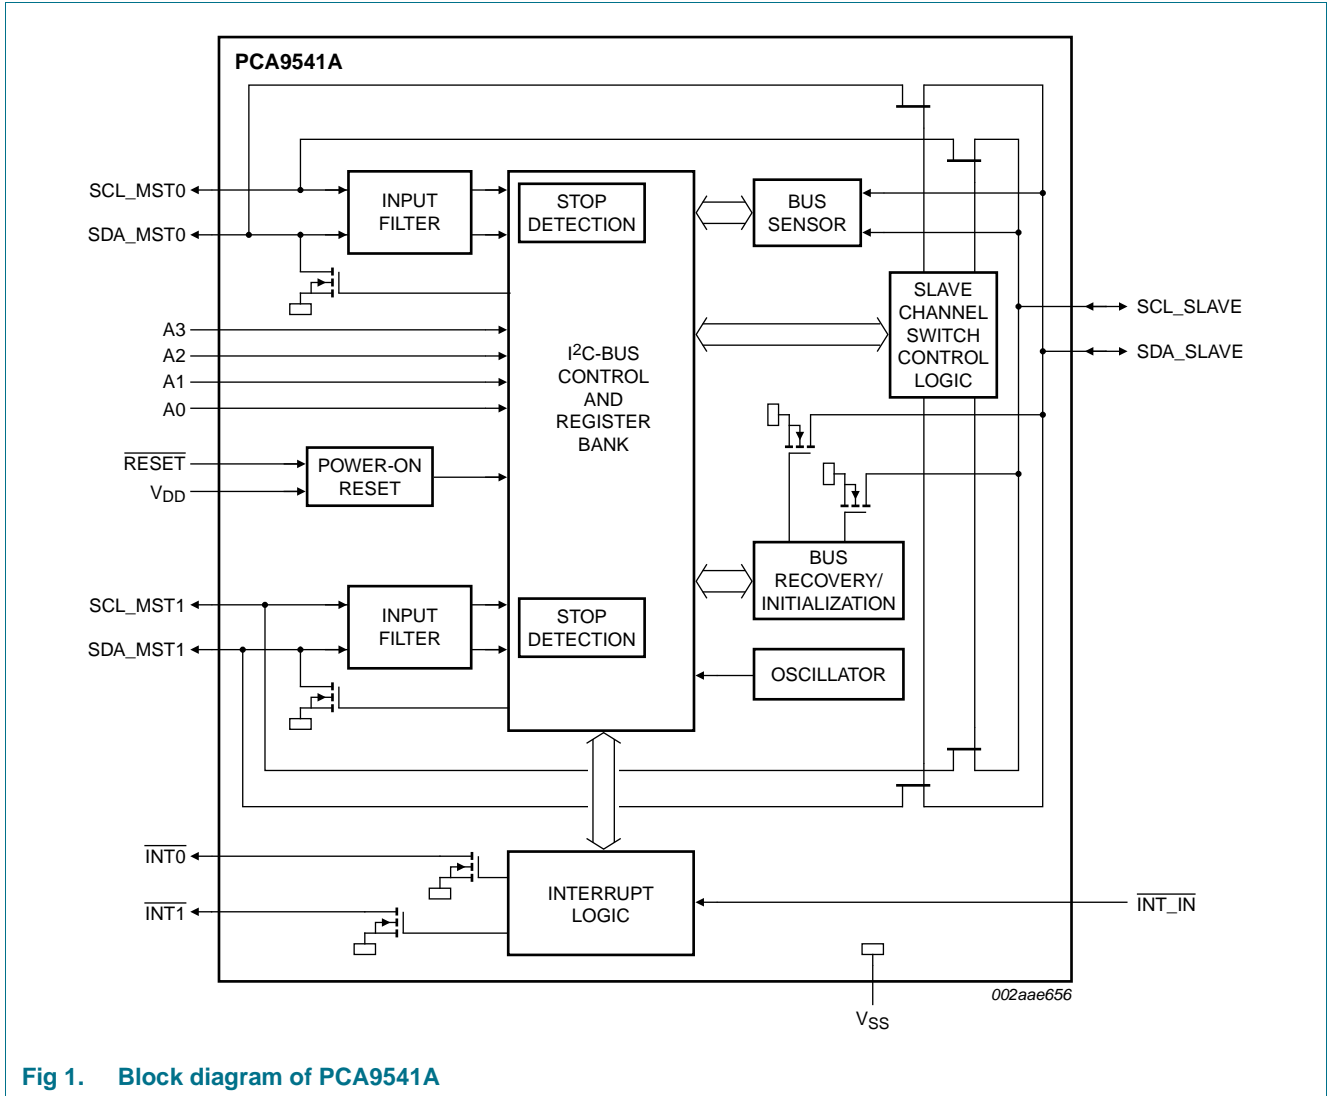 PCA9541A
SCL_MST0
SDA_MST0
INPUT
FILTER
STOP
DETECTION
BUS
SENSOR
A3
A2
A1
A0
I²C-BUS
CONTROL
AND
REGISTER
BANK
SLAVE
CHANNEL
SWITCH
CONTROL
LOGIC
SCL_SLAVE
SDA_SLAVE
RESET
VDD
POWER-ON
RESET
BUS
RECOVERY/
INITIALIZATION
SCL_MST1
SDA_MST1
INPUT
FILTER
STOP
DETECTION
OSCILLATOR
INT0
INT1
INTERRUPT
LOGIC
INT_IN
VSS
002aae656
Fig 1. Block diagram of PCA9541A